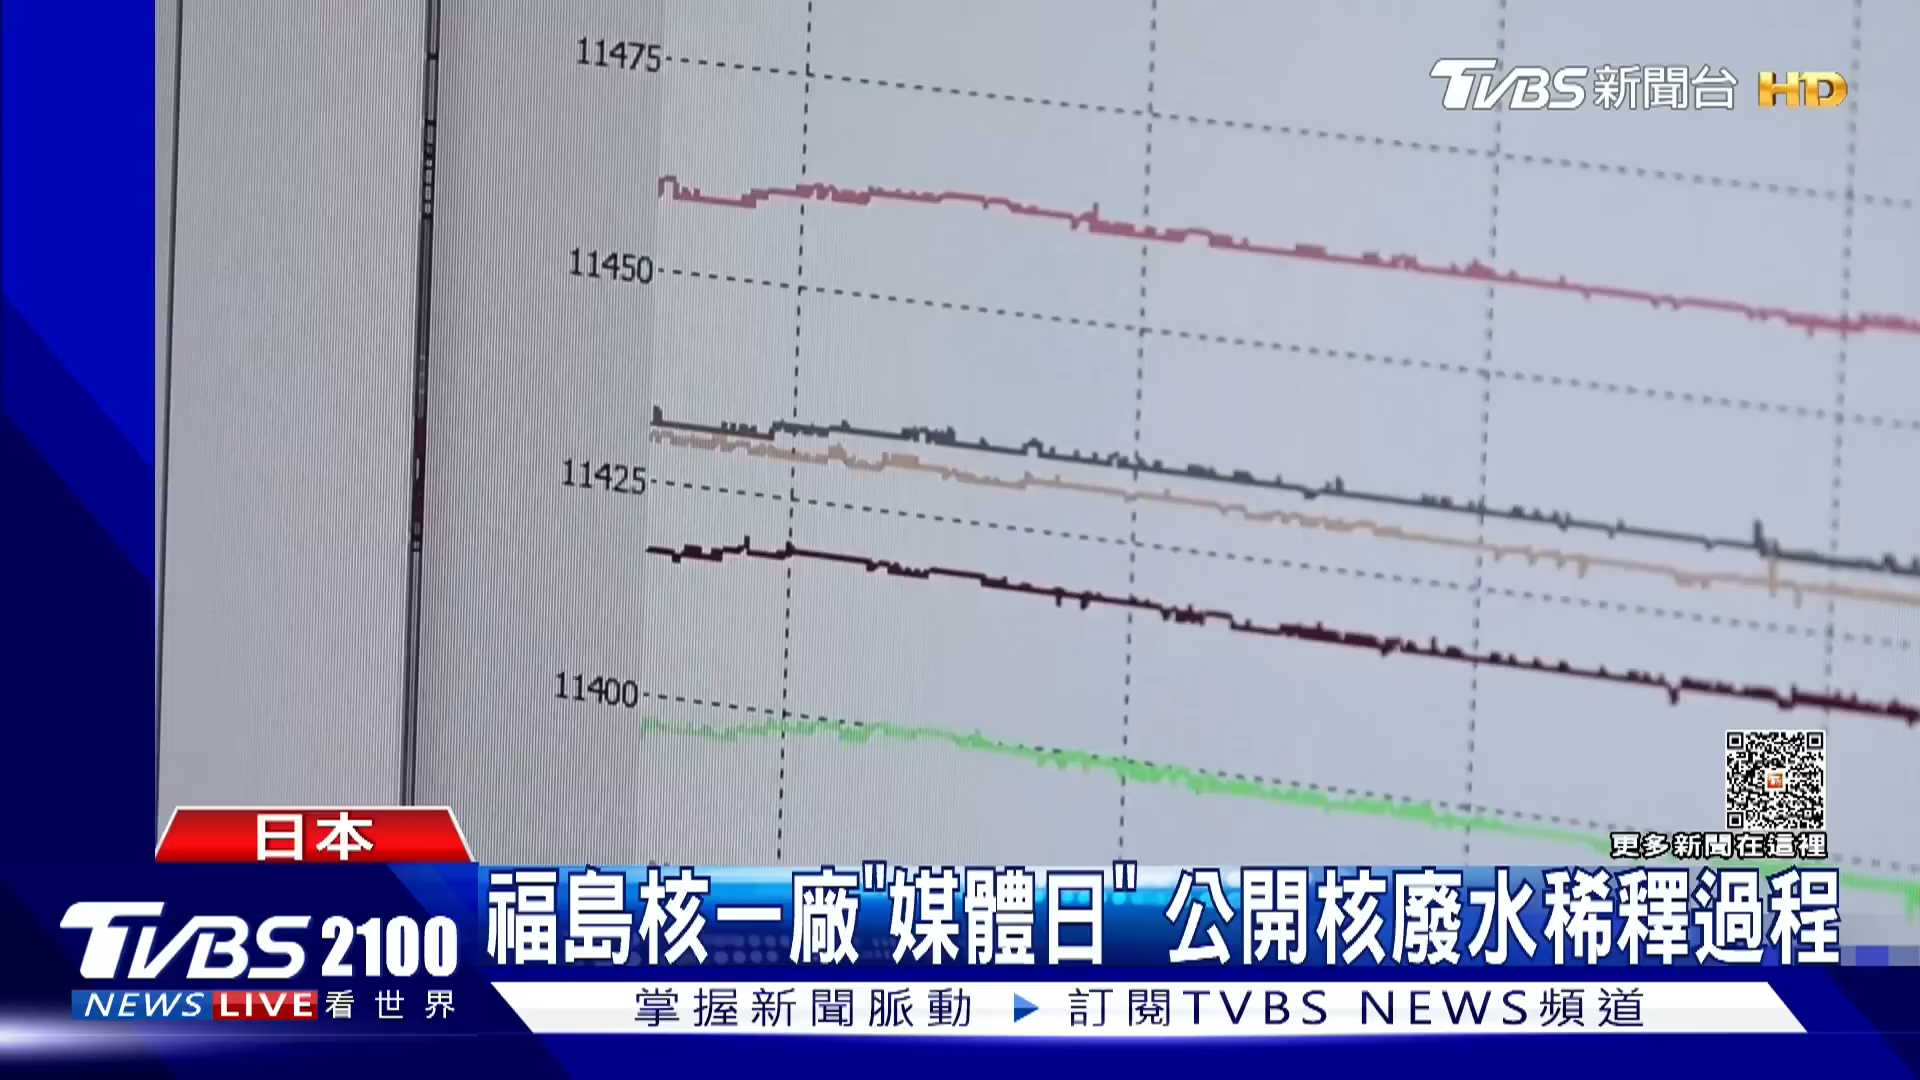 11475
TVBS新聞台 HD
11450
11425
11400
更多新聞在這裡
日本
福島核一廠"媒體日" 公開核廢水稀釋過程
TVBS 2100
NEWS LIVE 看世界
掌握新聞脈動 ▶ 訂閱TVBS NEWS頻道